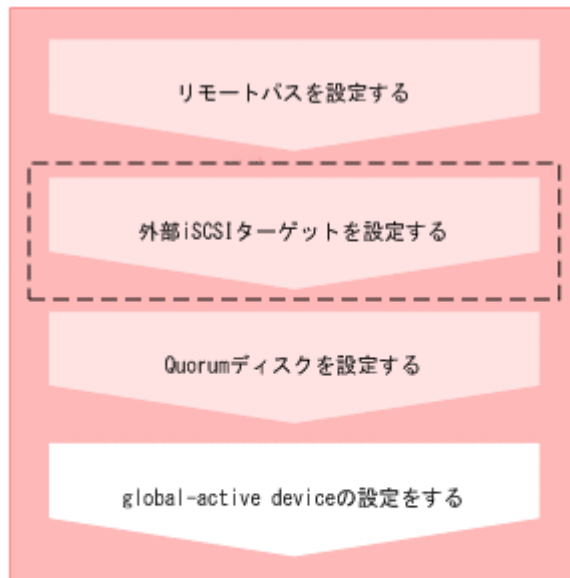 リモートパスを設定する
外部iSCSIターゲットを設定する
Quorumディスクを設定する
global-active deviceの設定をする